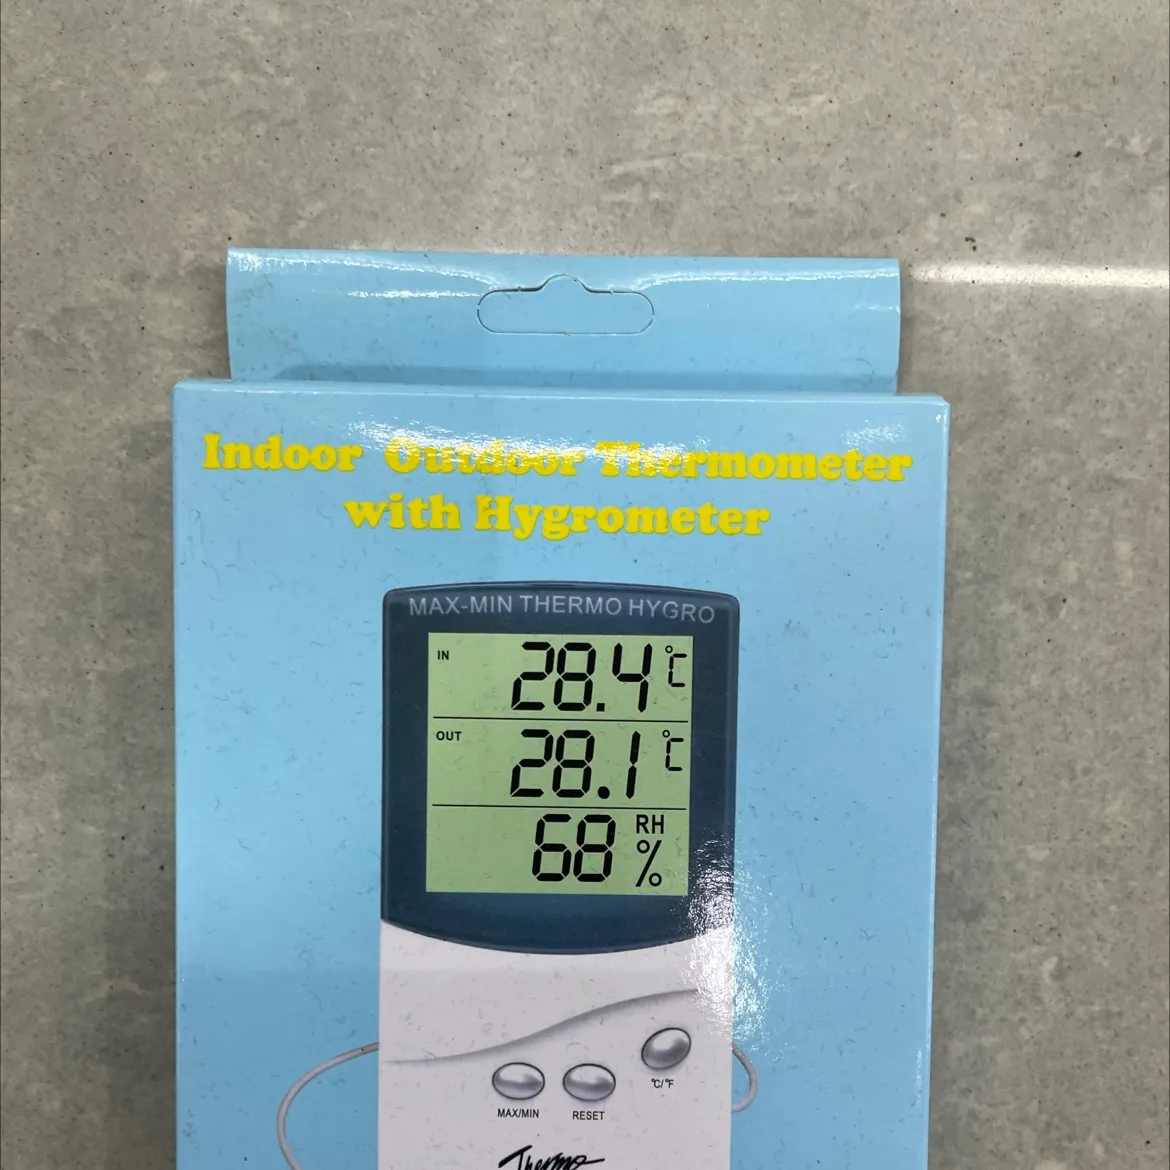 Indoor Outdoor Thermometer
with Hygrometer
MAX-MIN THERMO HYGRO
IN 28.4 °C
OUT 28.1 °C
68 RH %
°C/°F
MAX/MIN RESET
Thermo